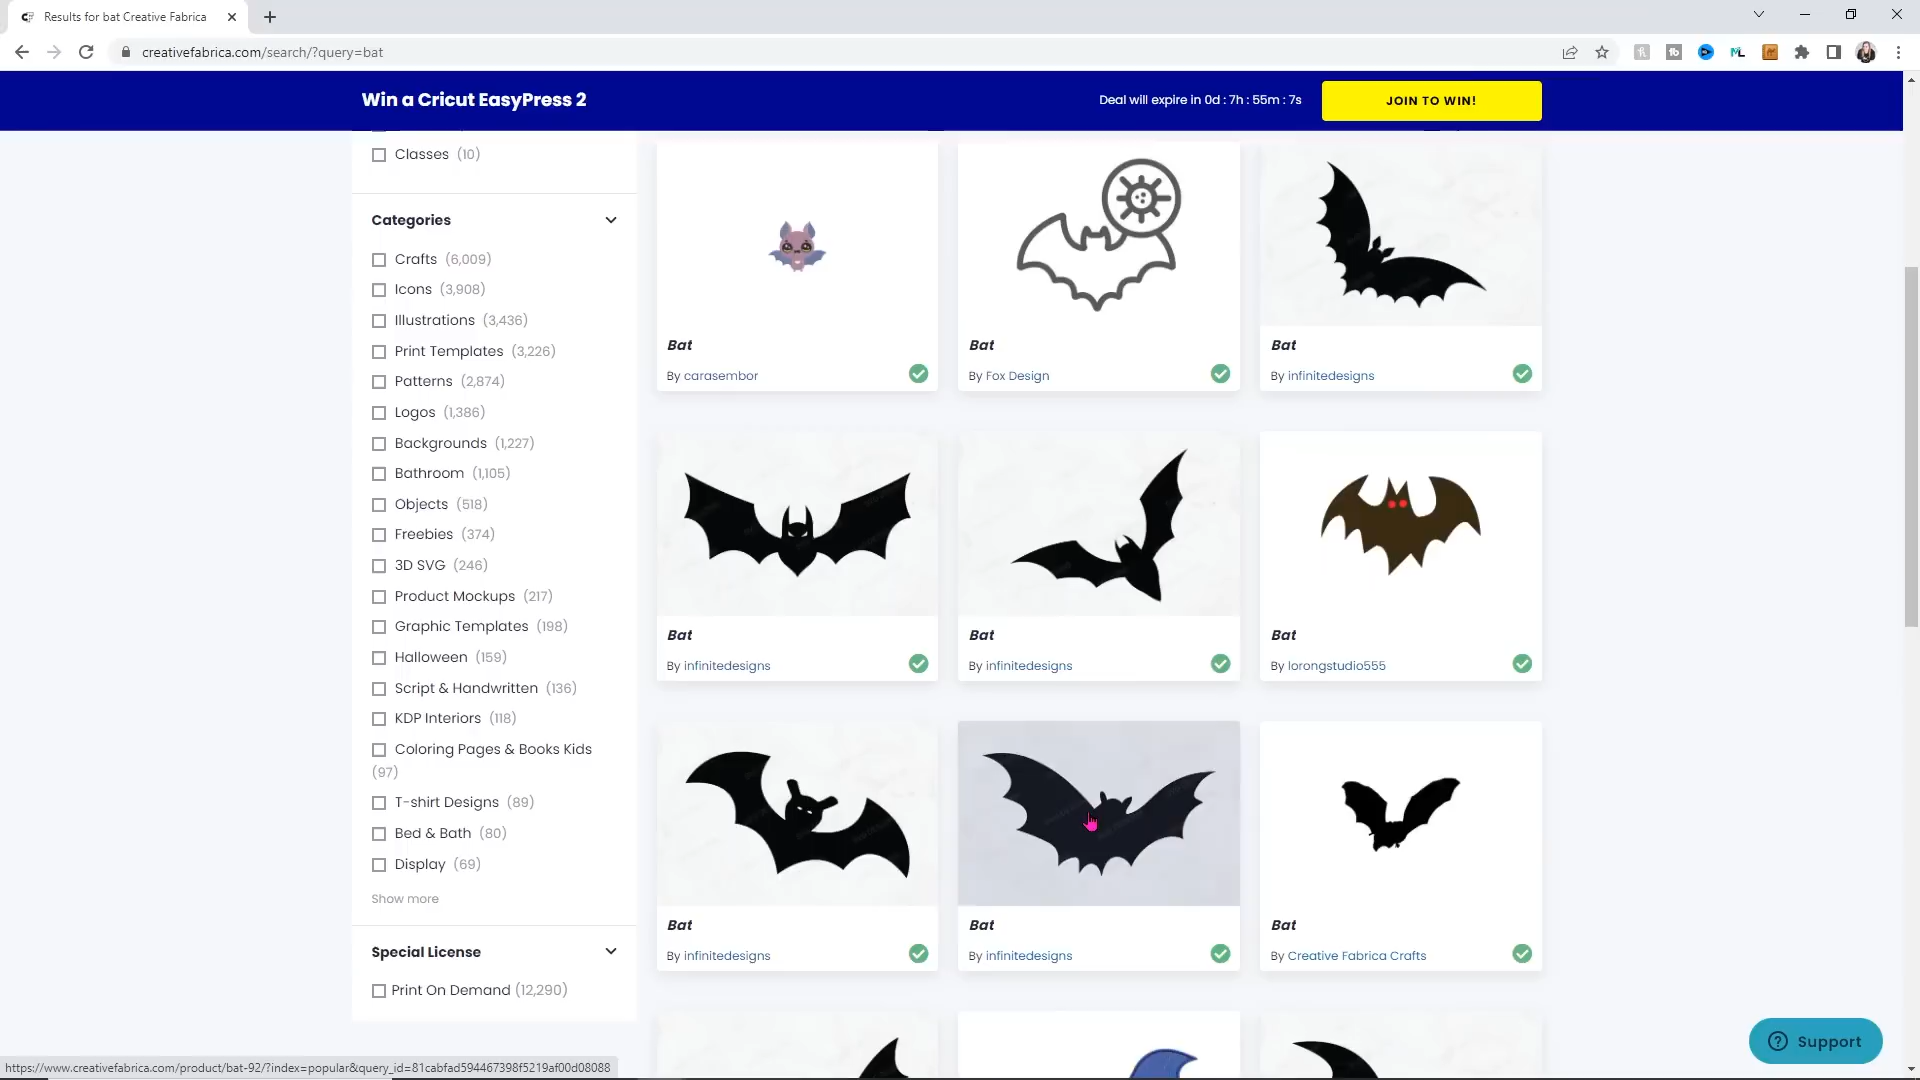 Results for bat Creative Fabrica
creativefabrica.com/search/?query=bat
Win a Cricut EasyPress 2
Deal will expire in 0d : 7h : 55m : 7s
JOIN TO WIN!
Classes (10)
Categories
Crafts (6,009)
Icons (3,908)
Illustrations (3,436)
Print Templates (3,226)
Patterns (2,874)
Logos (1,386)
Backgrounds (1,227)
Bathroom (1,105)
Objects (518)
Freebies (374)
3D SVG (246)
Product Mockups (217)
Graphic Templates (198)
Halloween (159)
Script & Handwritten (136)
KDP Interiors (118)
Coloring Pages & Books Kids
(97)
T-shirt Designs (89)
Bed & Bath (80)
Display (69)
Show more
Special License
Print On Demand (12,290)
Bat
By carasembor
Bat
By Fox Design
Bat
By infinitedesigns
Bat
By infinitedesigns
Bat
By infinitedesigns
Bat
By lorongstudio555
Bat
By infinitedesigns
Bat
By infinitedesigns
Bat
By Creative Fabrica Crafts
Support
https://www.creativefabrica.com/product/bat-92/?index=popular&query_id=81cabfad594467398f5219af00d08088